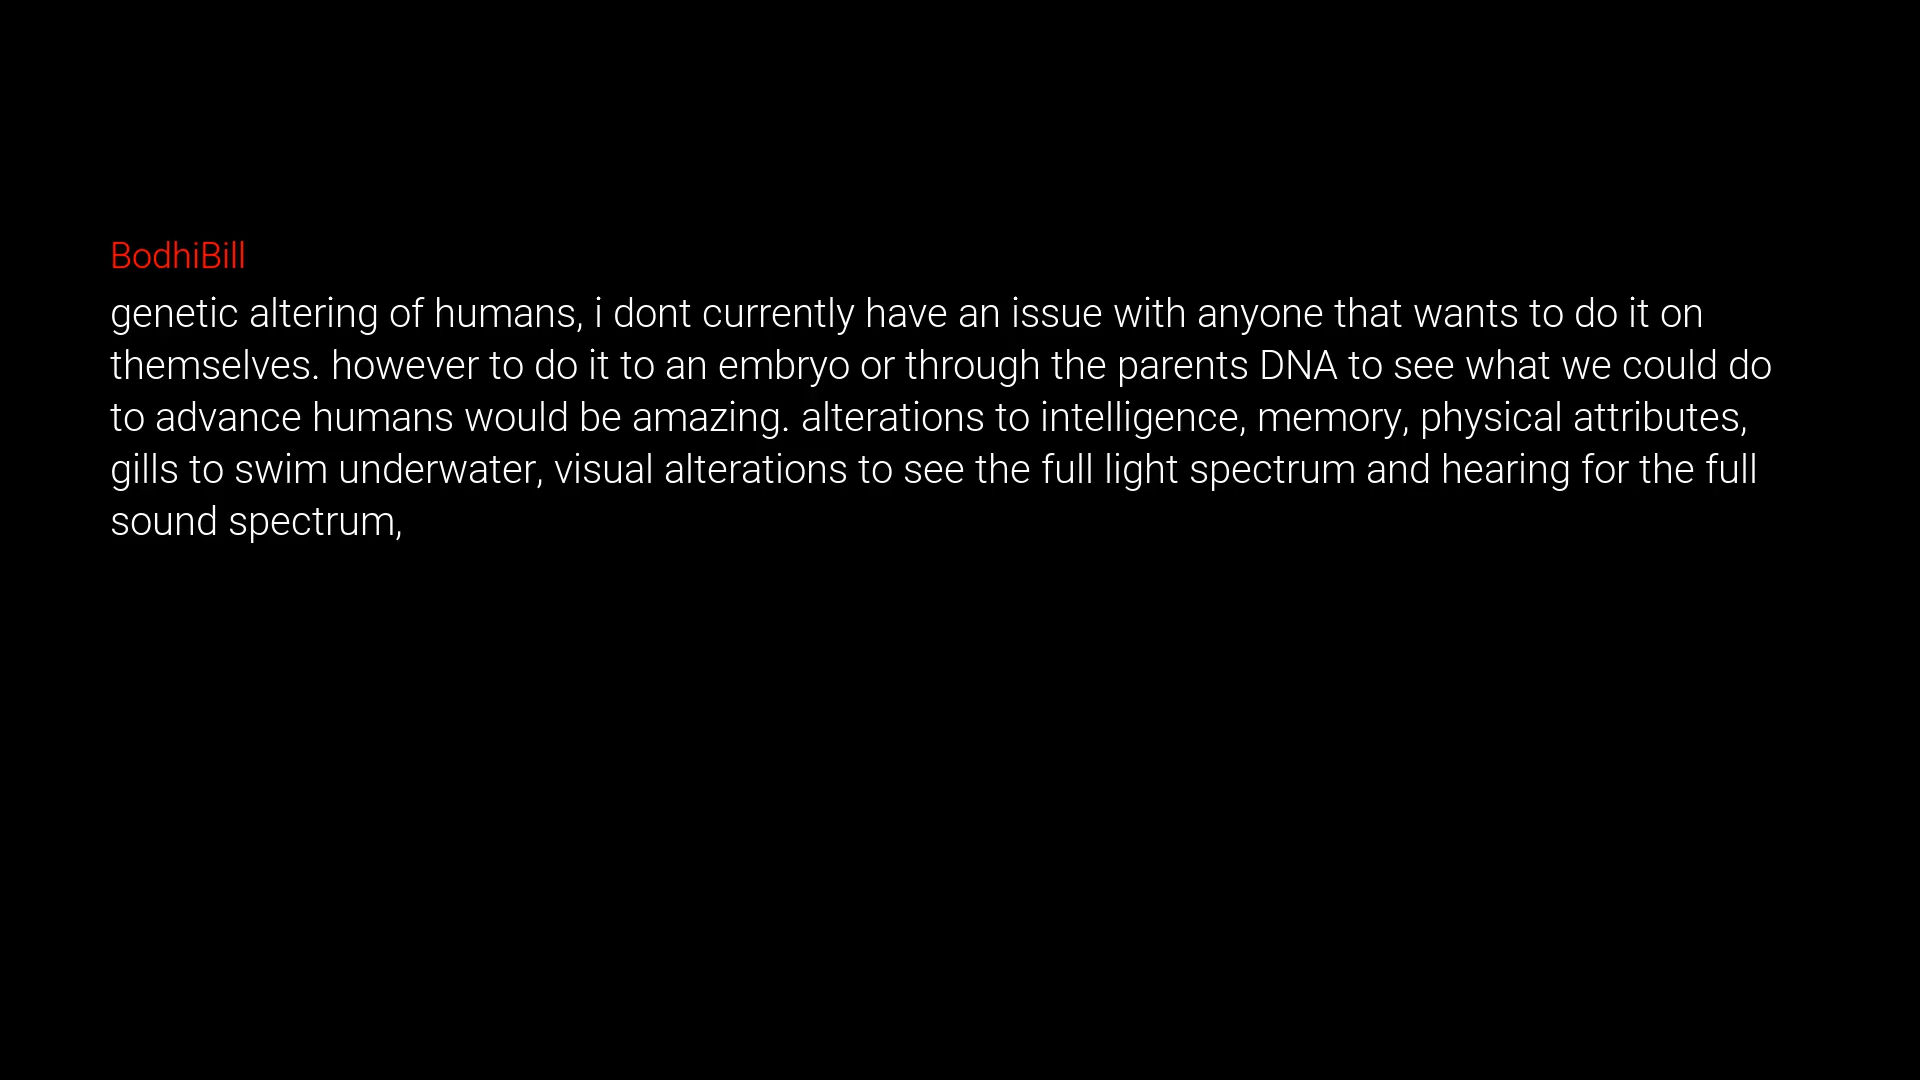 BodhiBill
genetic altering of humans, i dont currently have an issue with anyone that wants to do it on
themselves. however to do it to an embryo or through the parents DNA to see what we could do
to advance humans would be amazing. alterations to intelligence, memory, physical attributes,
gills to swim underwater, visual alterations to see the full light spectrum and hearing for the full
sound spectrum,